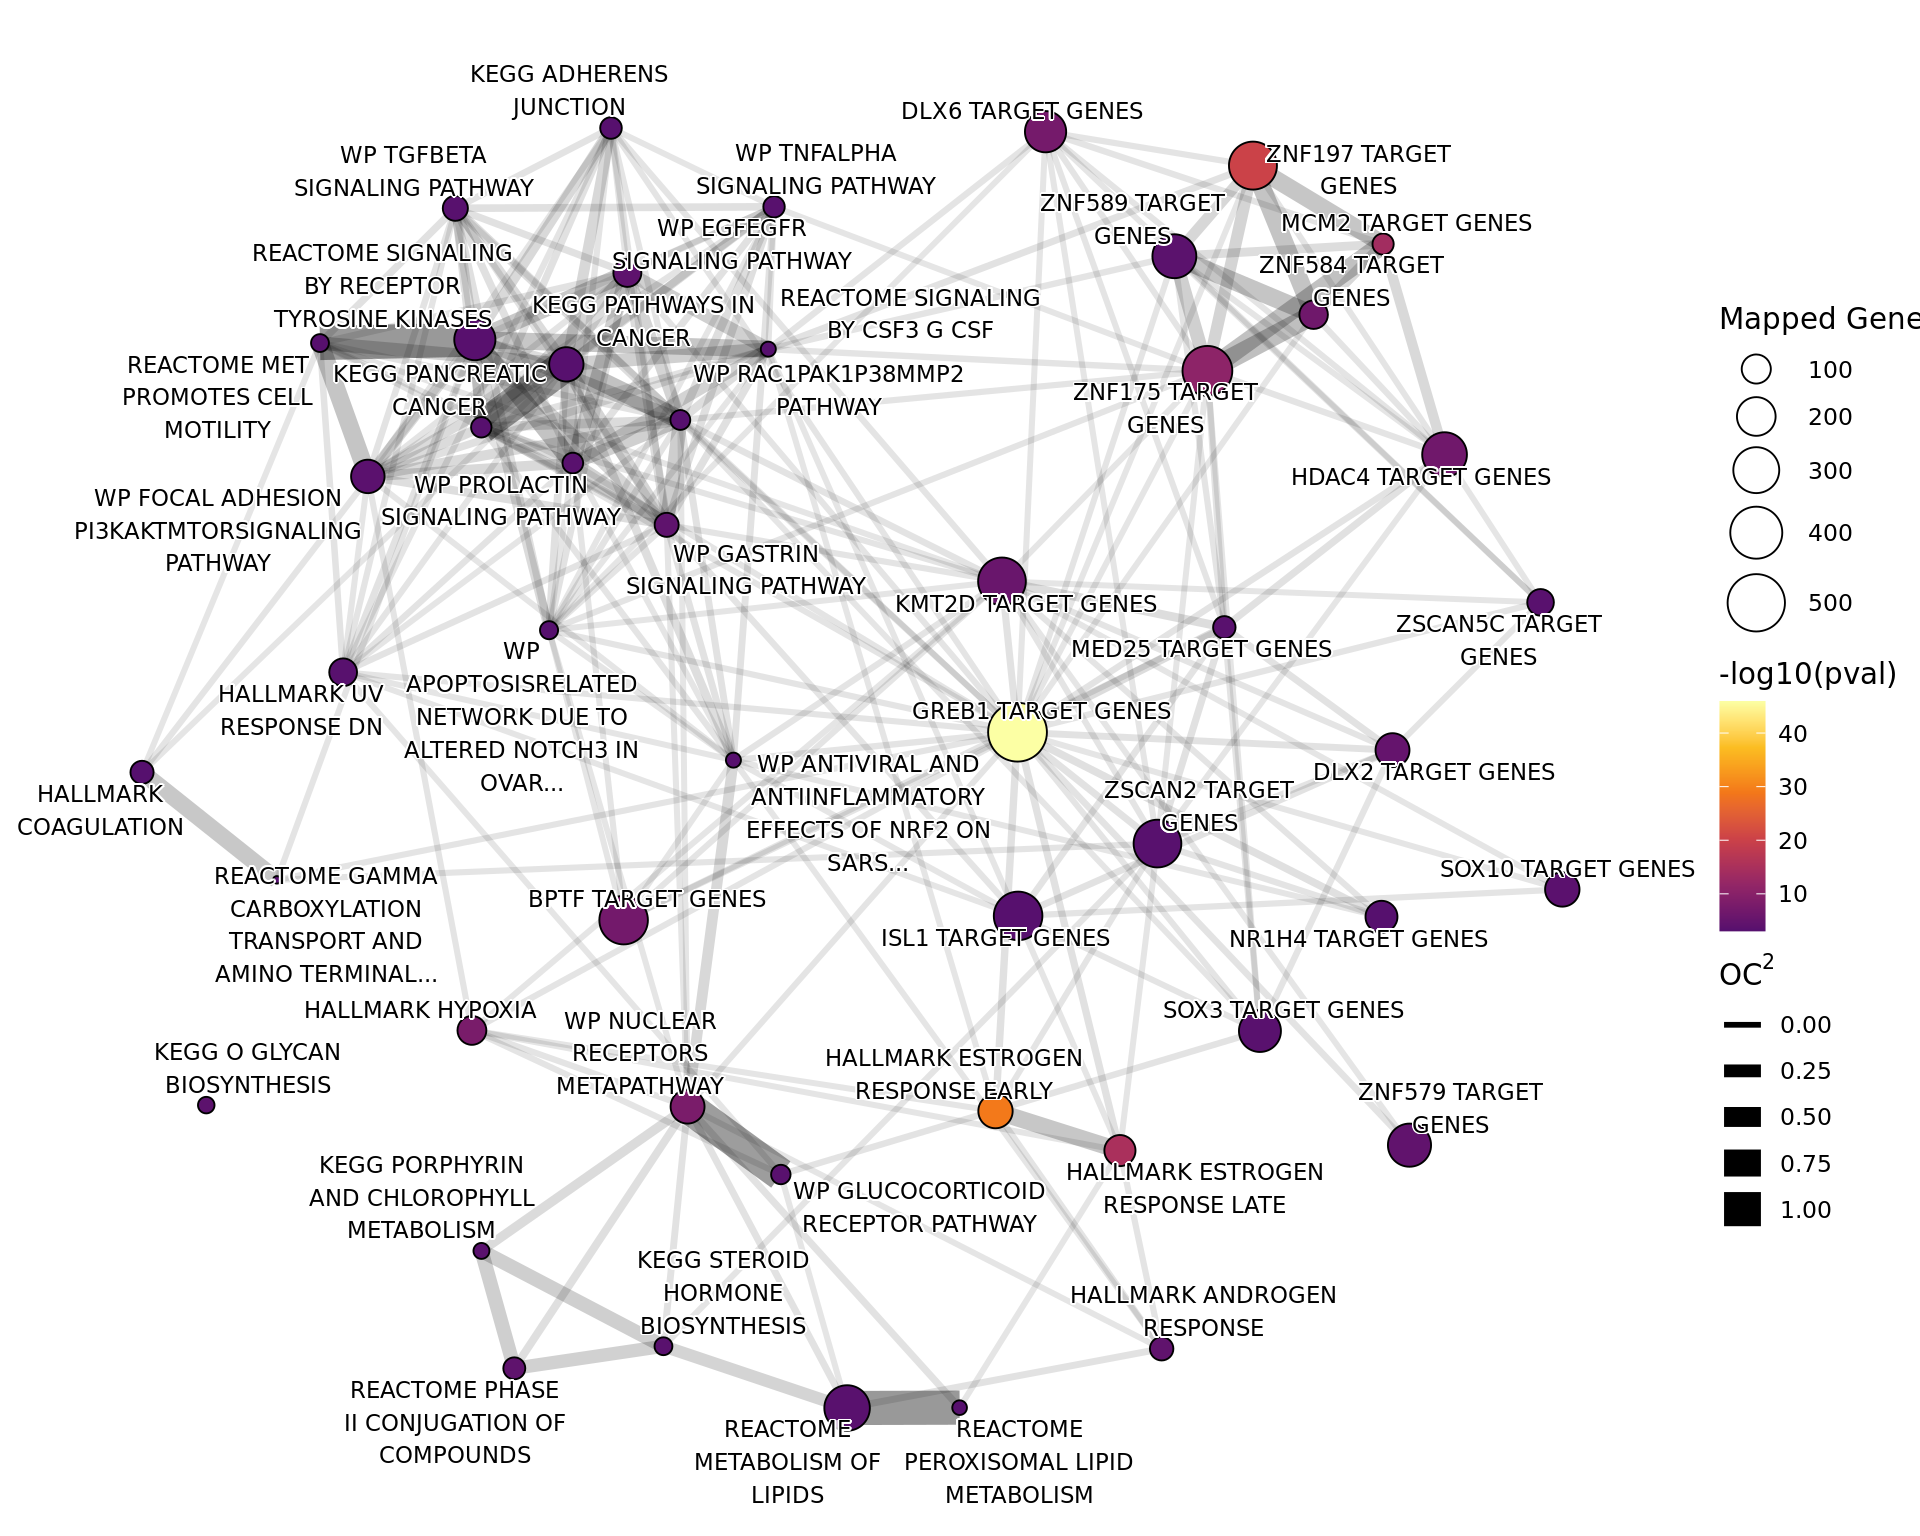 KEGG ADHERENS
JUNCTION
DLX6 TARGET GENES
WP TGFBETA
SIGNALING PATHWAY
WP TNFALPHA
SIGNALING PATHWAY
ZNF197 TARGET
GENES
ZNF589 TARGET
GENES
MCM2 TARGET GENES
WP EGFEGFR
SIGNALING PATHWAY
REACTOME SIGNALING
BY RECEPTOR
TYROSINE KINASES
ZNF584 TARGET
GENES
KEGG PATHWAYS IN
CANCER
REACTOME SIGNALING
BY CSF3 G CSF
REACTOME MET
PROMOTES CELL
MOTILITY
KEGG PANCREATIC
CANCER
WP RAC1PAK1P38MMP2
PATHWAY
ZNF175 TARGET
GENES
HDAC4 TARGET GENES
WP FOCAL ADHESION
PI3KAKTMTORSIGNALING
PATHWAY
WP PROLACTIN
SIGNALING PATHWAY
WP GASTRIN
SIGNALING PATHWAY
KMT2D TARGET GENES
MED25 TARGET GENES
ZSCAN5C TARGET
GENES
HALLMARK UV
RESPONSE DN
WP
APOPTOSISRELATED
NETWORK DUE TO
ALTERED NOTCH3 IN
OVAR...
GREB1 TARGET GENES
HALLMARK
COAGULATION
WP ANTIVIRAL AND
ANTIINFLAMMATORY
EFFECTS OF NRF2 ON
SARS...
DLX2 TARGET GENES
ZSCAN2 TARGET
GENES
REACTOME GAMMA
CARBOXYLATION
TRANSPORT AND
AMINO TERMINAL...
BPTF TARGET GENES
SOX10 TARGET GENES
ISL1 TARGET GENES
NR1H4 TARGET GENES
HALLMARK HYPOXIA
WP NUCLEAR
RECEPTORS
METAPATHWAY
SOX3 TARGET GENES
KEGG O GLYCAN
BIOSYNTHESIS
HALLMARK ESTROGEN
RESPONSE EARLY
ZNF579 TARGET
GENES
KEGG PORPHYRIN
AND CHLOROPHYLL
METABOLISM
WP GLUCOCORTICOID
RECEPTOR PATHWAY
HALLMARK ESTROGEN
RESPONSE LATE
KEGG STEROID
HORMONE
BIOSYNTHESIS
HALLMARK ANDROGEN
RESPONSE
REACTOME PHASE
II CONJUGATION OF
COMPOUNDS
REACTOME
METABOLISM OF
LIPIDS
REACTOME
PEROXISOMAL LIPID
METABOLISM
Mapped Gene
100
200
300
400
500
-log10(pval)
40
30
20
10
OC²
0.00
0.25
0.50
0.75
1.00